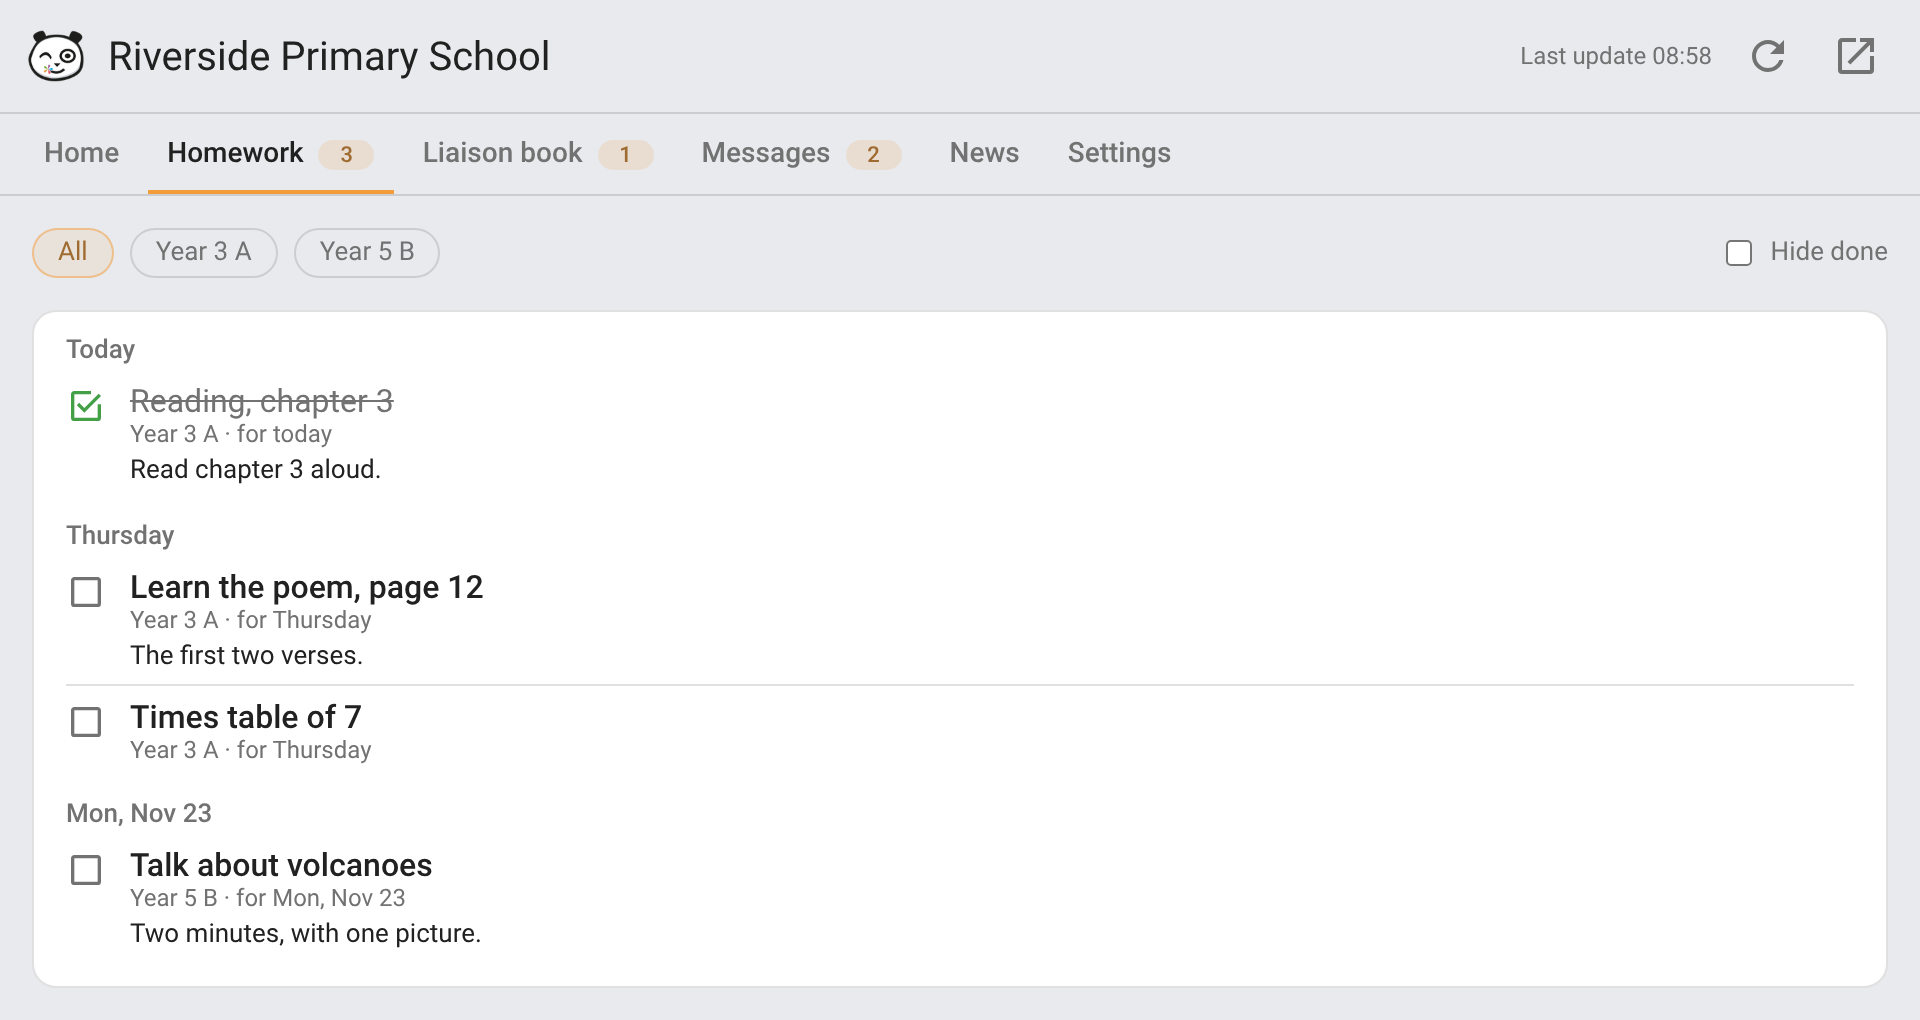 Riverside Primary School
Last update 08:58
Home
Homework 3
Liaison book 1
Messages 2
News
Settings
All
Year 3 A
Year 5 B
Hide done
Today
Reading, chapter 3
Year 3 A · for today
Read chapter 3 aloud.
Thursday
Learn the poem, page 12
Year 3 A · for Thursday
The first two verses.
Times table of 7
Year 3 A · for Thursday
Mon, Nov 23
Talk about volcanoes
Year 5 B · for Mon, Nov 23
Two minutes, with one picture.